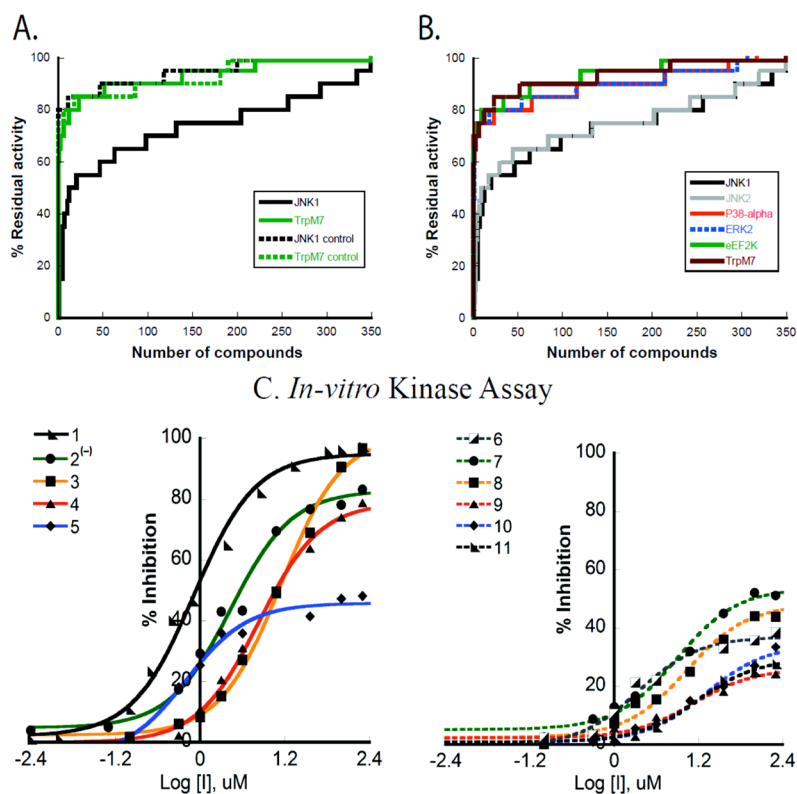 A.
% Residual activity
100
80
60
40
20
0
0
50
100
150
200
250
300
350
Number of compounds
JNK1
TrpM7
JNK1 control
TrpM7 control
B.
% Residual activity
100
80
60
40
20
0
0
50
100
150
200
250
300
350
Number of compounds
JNK1
JNK2
P38-alpha
ERK2
eEF2K
TrpM7
C. In-vitro Kinase Assay
1
2(-)
3
4
5
% Inhibition
100
80
60
40
20
0
-2.4
-1.2
0
1.2
2.4
Log [I], uM
6
7
8
9
10
11
% Inhibition
100
80
60
40
20
0
-2.4
-1.2
0
1.2
2.4
Log [I], uM